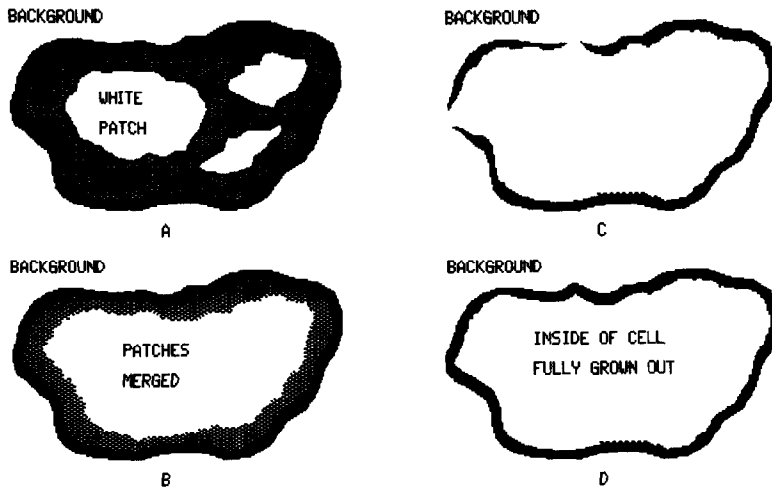 BACKGROUND
WHITE
PATCH
A
BACKGROUND
C
BACKGROUND
PATCHES
MERGED
B
BACKGROUND
INSIDE OF CELL
FULLY GROWN OUT
D